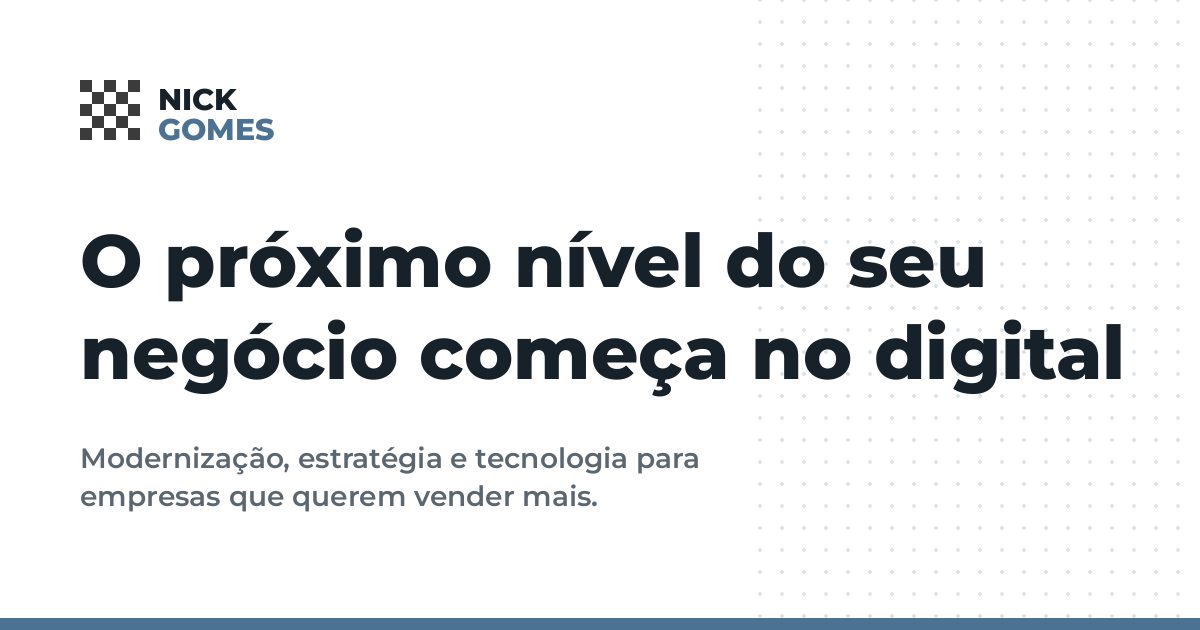 NICK
GOMES
O próximo nível do seu
negócio começa no digital
Modernização, estratégia e tecnologia para
empresas que querem vender mais.